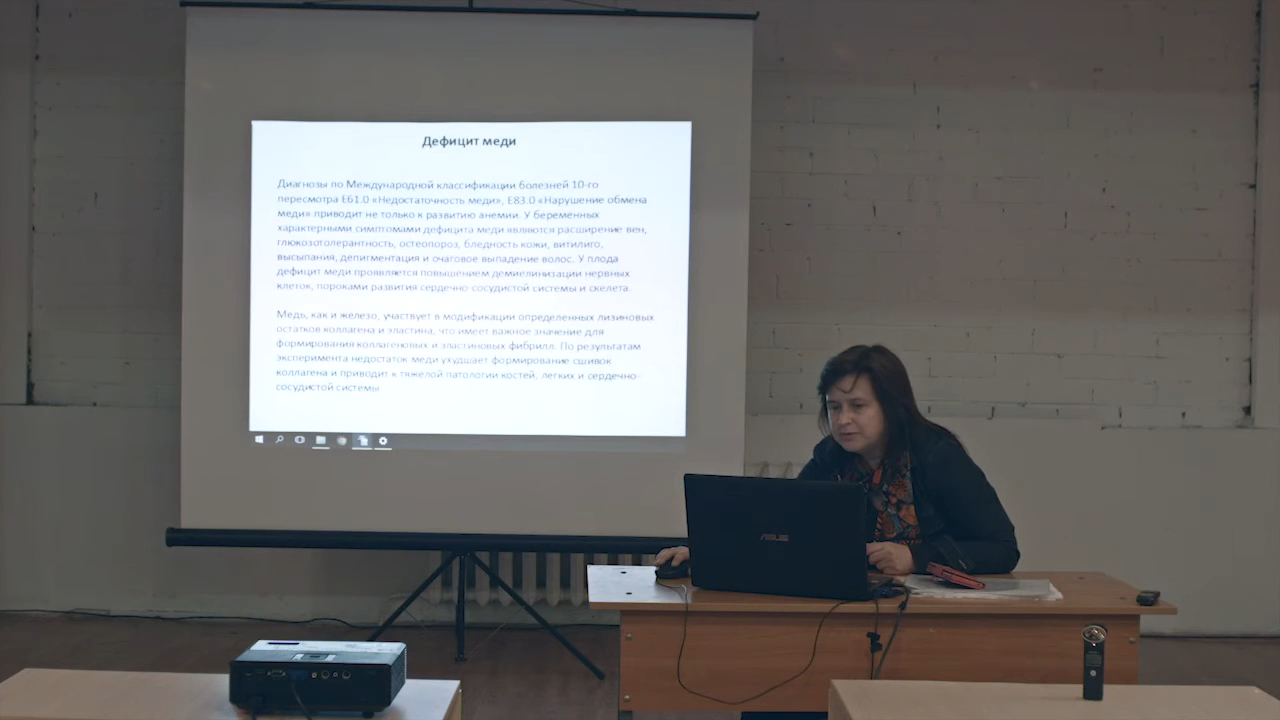 Дефицит меди
Диагнозы по Международной классификации болезней 10-го
пересмотра E61.0 «Недостаточность меди», E83.0 «Нарушение обмена
меди» приводит не только к развитию анемии. У беременных
характерными симптомами дефицита меди являются расширение вен,
глюкозотолерантность, остеопороз, бледность кожи, витилиго,
высыпания, депигментация и очаговое выпадение волос. У плода
дефицит меди проявляется повышением демиелинизации нервных
клеток, пороками развития сердечно-сосудистой системы и скелета.
Медь, как и железо, участвует в модификации определенных лизиновых
остатков коллагена и эластина, что имеет важное значение для
формирования коллагеновых и эластиновых фибрилл. По результатам
эксперимента недостаток меди ухудшает формирование сшивок
коллагена и приводит к тяжелой патологии костей, легких и сердечно-
сосудистой системы
ASUS